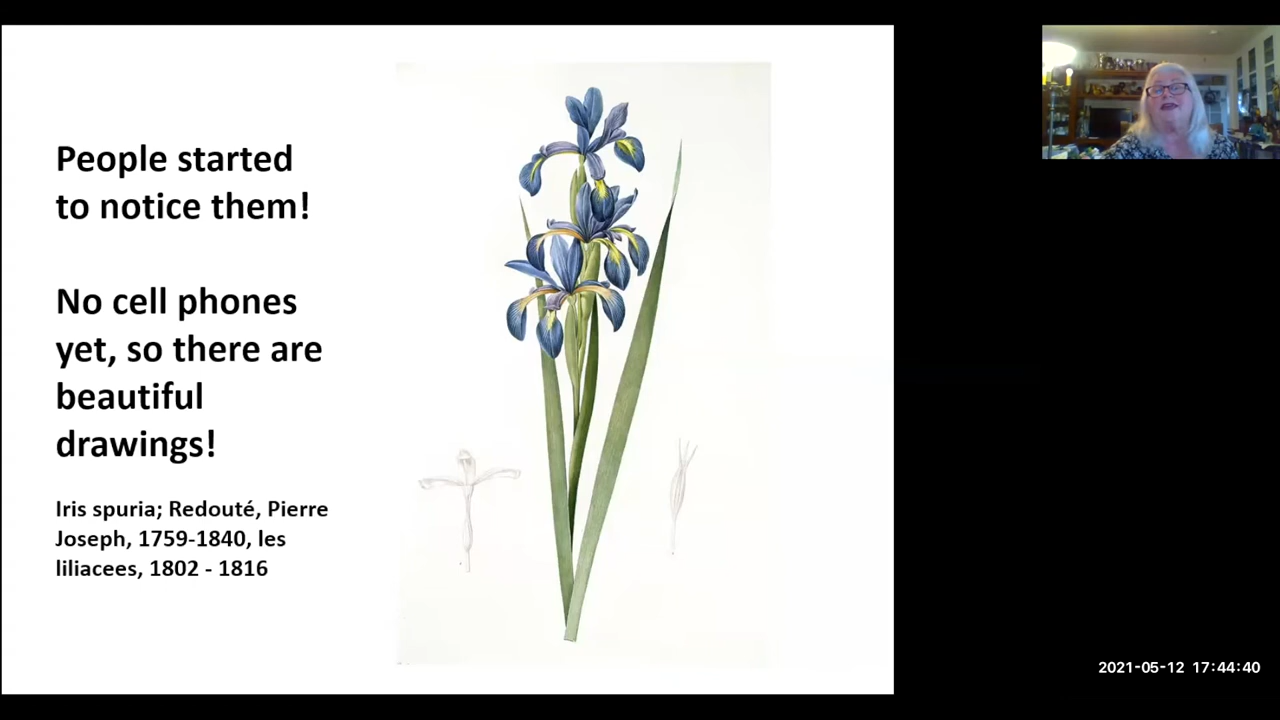 People started
to notice them!
No cell phones
yet, so there are
beautiful
drawings!
Iris spuria; Redouté, Pierre
Joseph, 1759-1840, les
liliacees, 1802 - 1816
2021-05-12 17:44:40